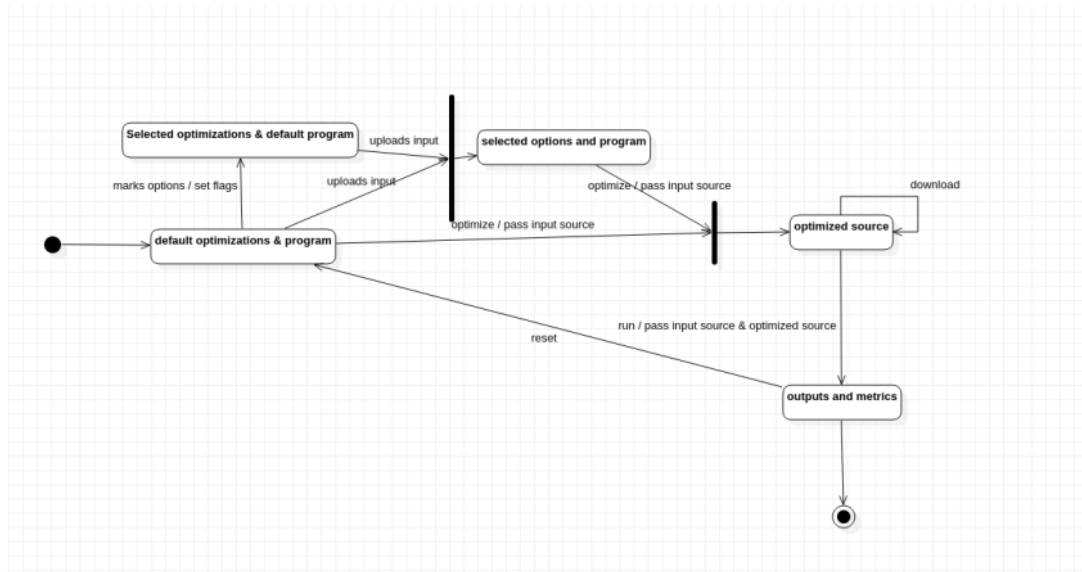 Selected optimizations & default program
uploads input
selected options and program
marks options / set flags
uploads input
optimize / pass input source
download
optimize / pass input source
optimized source
default optimizations & program
run / pass input source & optimized source
reset
outputs and metrics